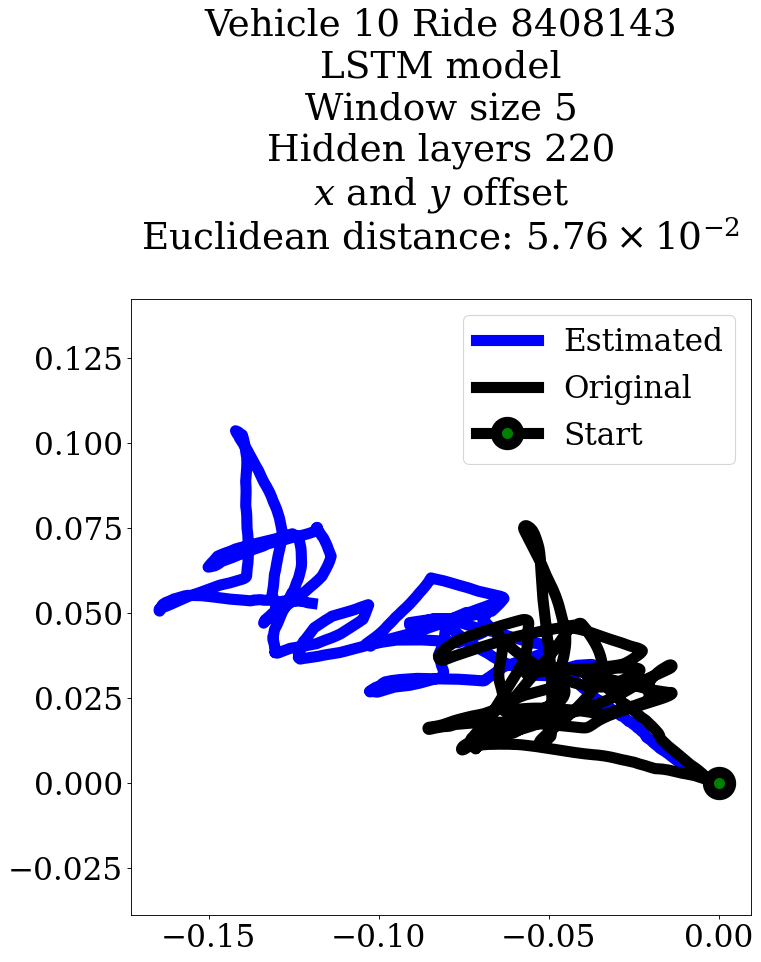 Vehicle 10 Ride 8408143
LSTM model
Window size 5
Hidden layers 220
x and y offset
Euclidean distance: 5.76 × 10⁻²
Estimated
Original
Start
0.125
0.100
0.075
0.050
0.025
0.000
−0.025
−0.15 −0.10 −0.05 0.00